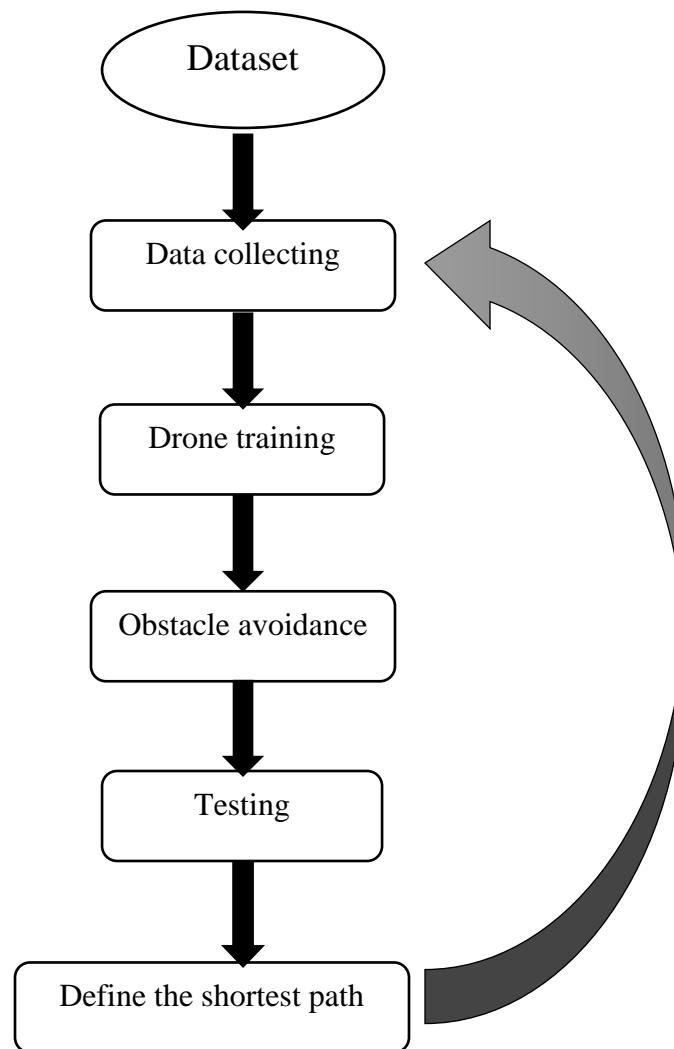 Dataset
Data collecting
Drone training
Obstacle avoidance
Testing
Define the shortest path